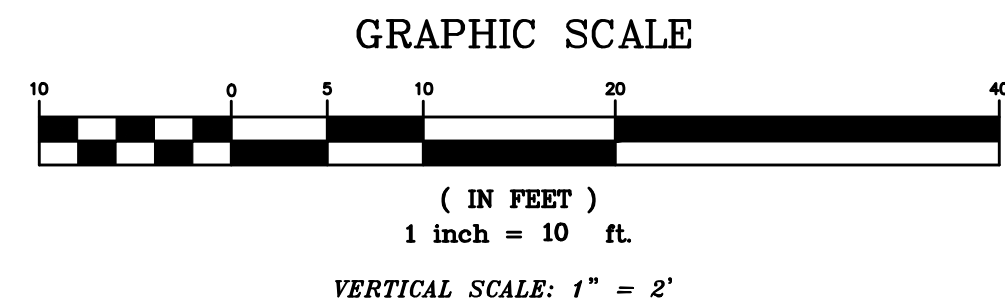 GRAPHIC SCALE
10 0 5 10 20 40
( IN FEET )
1 inch = 10 ft.
VERTICAL SCALE: 1" = 2'